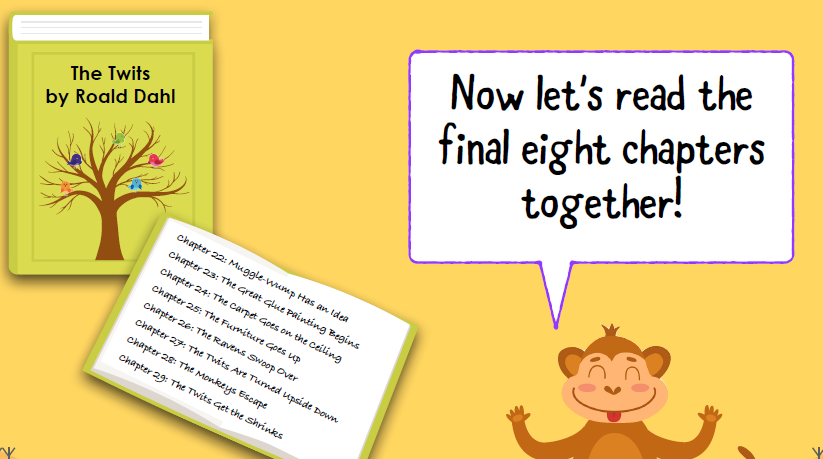 The Twits
by Roald Dahl
Now let's read the
final eight chapters
together!
Chapter 22: Muggle-Wump Has an Idea
Chapter 23: The Great Glue Painting Begins
Chapter 24: The Carpet Goes on the Ceiling
Chapter 25: The Furniture Goes Up
Chapter 26: The Ravens Swoop Over
Chapter 27: The Twits Are Turned Upside Down
Chapter 28: The Monkeys Escape
Chapter 29: The Twits Get the Shrinks